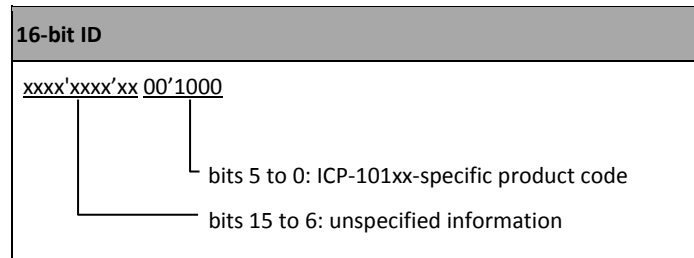 16-bit ID
xxxx'xxxx’xx 00’1000
bits 5 to 0: ICP-101xx-specific product code
bits 15 to 6: unspecified information